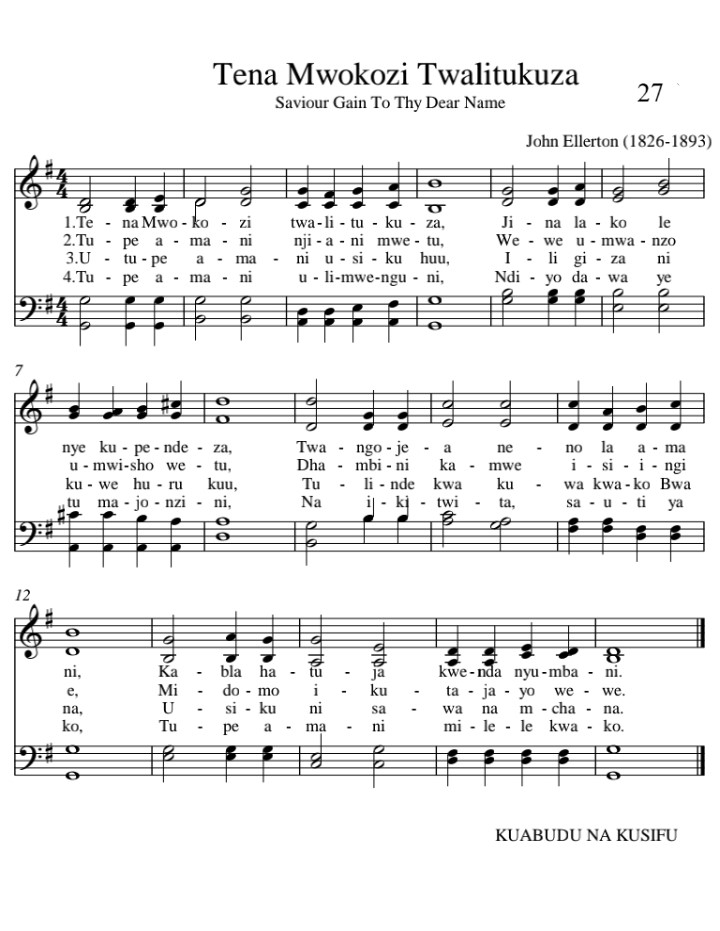 Tena Mwokozi Twalitukuza
27
Saviour Gain To Thy Dear Name
John Ellerton (1826-1893)
1.Te - na Mwo - ko - zi twa - li - tu - ku - za, Ji - na la - ko le
2.Tu - pe a - ma - ni nji - a - ni mwe - tu, We - we u - mwa - nzo
3.U - tu - pe a - ma - ni u - si - ku huu, I - li gi - za ni
4.Tu - pe a - ma - ni u - li - mwe - ngu - ni, Ndi - yo da - wa ye
7
nye ku - pe - nde - za, Twa - ngo - je - a ne - no la a - ma
u - mwi - sho we - tu, Dha - mbi - ni ka - mwe i - si - i - ngi
ku - we hu - ru kuu, Tu - li - nde kwa ku - wa kwa - ko Bwa
tu ma - jo - nzi - ni, Na i - ki - twi - ta, sa - u - ti ya
12
ni, Ka - bla ha - tu - ja kwe - nda nyu - mba - ni.
e, Mi - do - mo i - ku - ta - ja - yo we - we.
na, U - si - ku ni sa - wa na m - cha - na.
ko, Tu - pe a - ma - ni mi - le - le kwa - ko.
KUABUDU NA KUSIFU